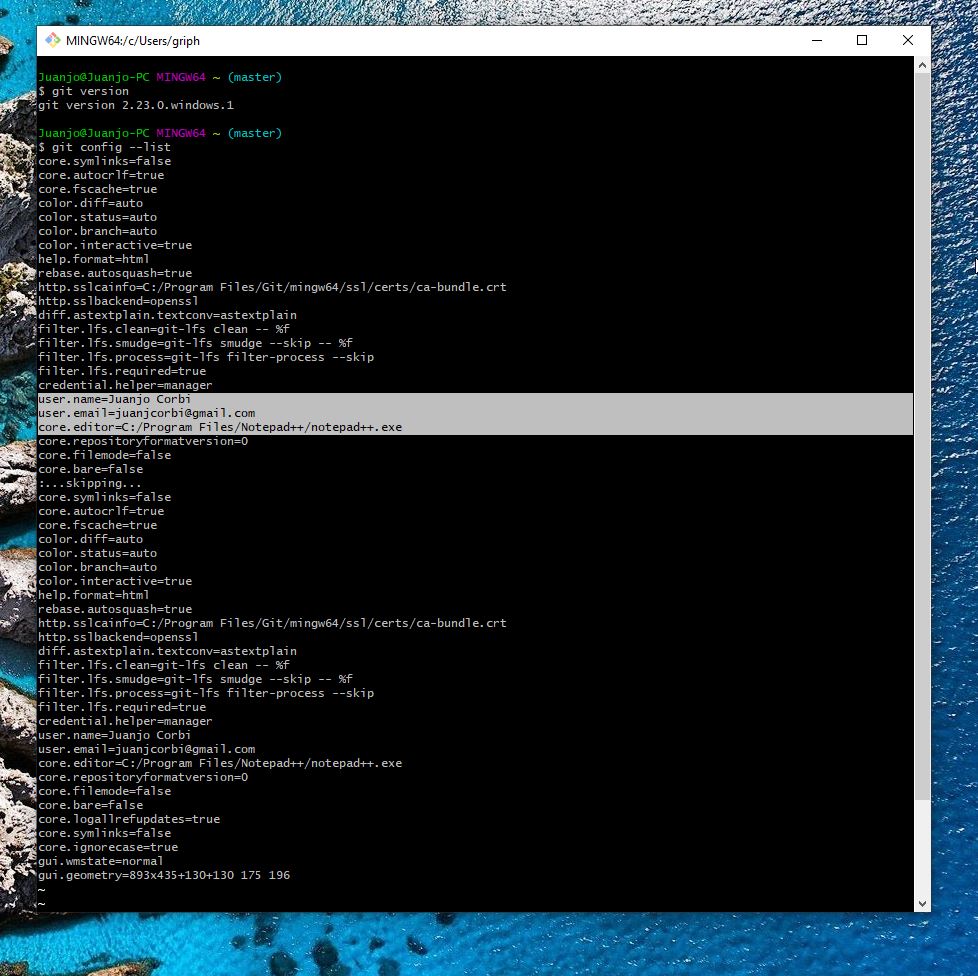 MINGW64:/c/Users/griph
Juanjo@Juanjo-PC MINGW64 ~ (master)
$ git version
git version 2.23.0.windows.1
Juanjo@Juanjo-PC MINGW64 ~ (master)
$ git config --list
core.symlinks=false
core.autocrlf=true
core.fscache=true
color.diff=auto
color.status=auto
color.branch=auto
color.interactive=true
help.format=html
rebase.autosquash=true
http.sslcainfo=C:/Program Files/Git/mingw64/ssl/certs/ca-bundle.crt
http.sslbackend=openssl
diff.astextplain.textconv=astextplain
filter.lfs.clean=git-lfs clean -- %f
filter.lfs.smudge=git-lfs smudge --skip -- %f
filter.lfs.process=git-lfs filter-process --skip
filter.lfs.required=true
credential.helper=manager
user.name=Juanjo Corbi
user.email=juanjcorbi@gmail.com
core.editor=C:/Program Files/Notepad++/notepad++.exe
core.repositoryformatversion=0
core.filemode=false
core.bare=false
:...skipping...
core.symlinks=false
core.autocrlf=true
core.fscache=true
color.diff=auto
color.status=auto
color.branch=auto
color.interactive=true
help.format=html
rebase.autosquash=true
http.sslcainfo=C:/Program Files/Git/mingw64/ssl/certs/ca-bundle.crt
http.sslbackend=openssl
diff.astextplain.textconv=astextplain
filter.lfs.clean=git-lfs clean -- %f
filter.lfs.smudge=git-lfs smudge --skip -- %f
filter.lfs.process=git-lfs filter-process --skip
filter.lfs.required=true
credential.helper=manager
user.name=Juanjo Corbi
user.email=juanjcorbi@gmail.com
core.editor=C:/Program Files/Notepad++/notepad++.exe
core.repositoryformatversion=0
core.filemode=false
core.bare=false
core.logallrefupdates=true
core.symlinks=false
core.ignorecase=true
gui.wmstate=normal
gui.geometry=893x435+130+130 175 196
~
~